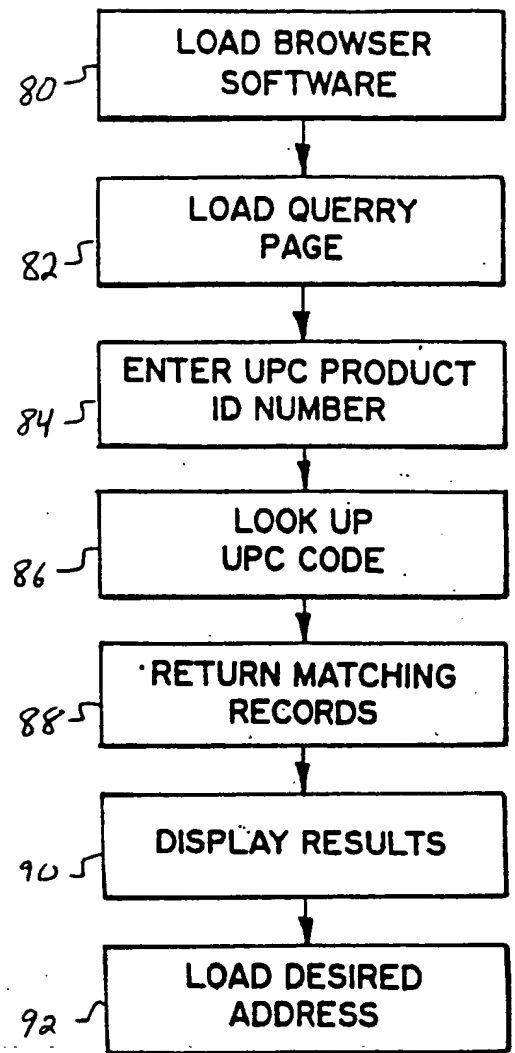 LOAD BROWSER
SOFTWARE
80
LOAD QUERRY
PAGE
82
ENTER UPC PRODUCT
ID NUMBER
84
LOOK UP
UPC CODE
86
RETURN MATCHING
RECORDS
88
DISPLAY RESULTS
90
LOAD DESIRED
ADDRESS
92